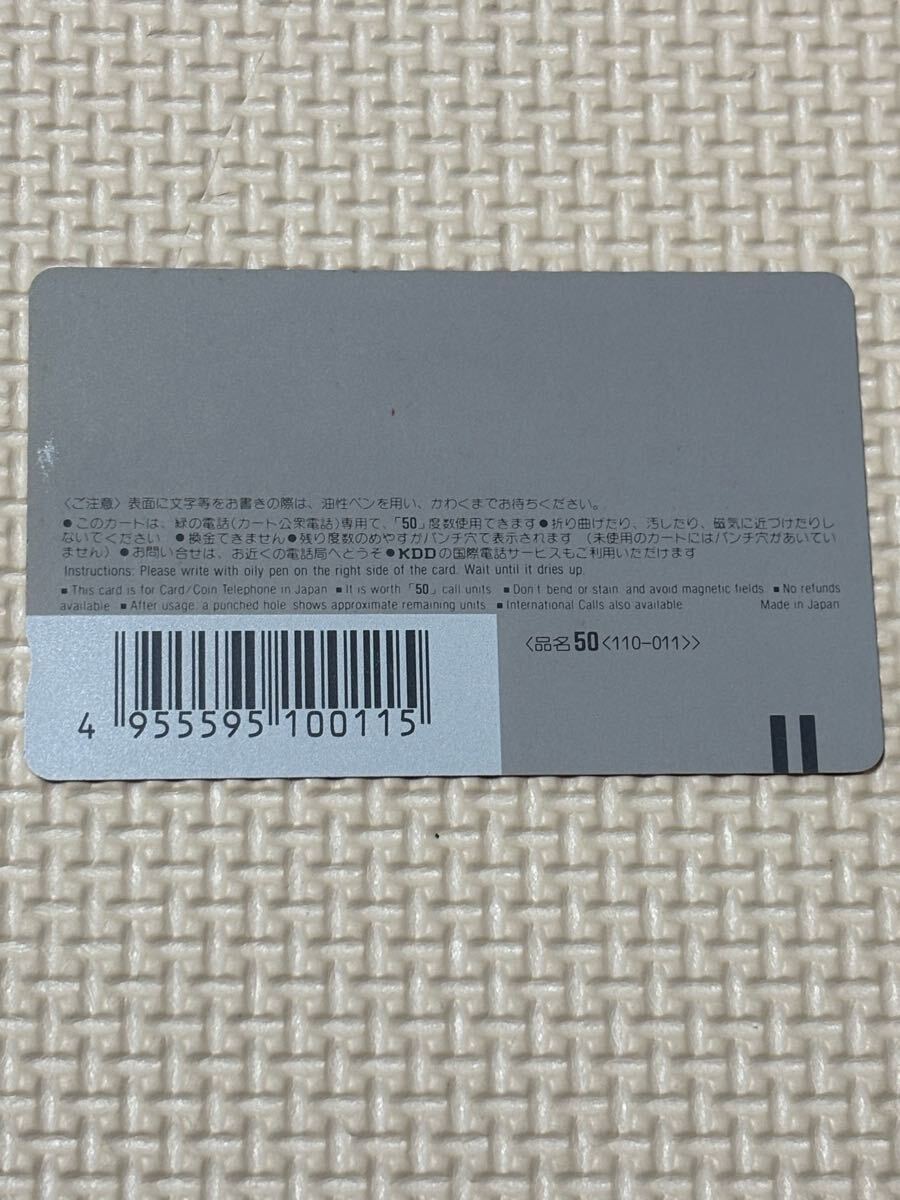 〈ご注意〉表面に文字等をお書きの際は、油性ペンを用い、かわくまでお待ちください。
●このカードは、緑の電話(カード公衆電話)専用で、「50」度数使用できます●折り曲げたり、汚したり、磁気に近づけたりし
ないでください ●換金できません●残り度数のめやすがパンチ穴で表示されます (未使用のカードにはパンチ穴があいてい
ません)●お問い合せは、お近くの電話局へどうぞ●KDDの国際電話サービスもご利用いただけます
Instructions: Please write with oily pen on the right side of the card. Wait until it dries up.
■This card is for Card/Coin Telephone in Japan ■It is worth「50」call units ■Don't bend or stain and avoid magnetic fields ■No refunds
available ■After usage, a punched hole shows approximate remaining units ■International Calls also available Made in Japan
〈品名50<110-011>〉
4 955595 100115